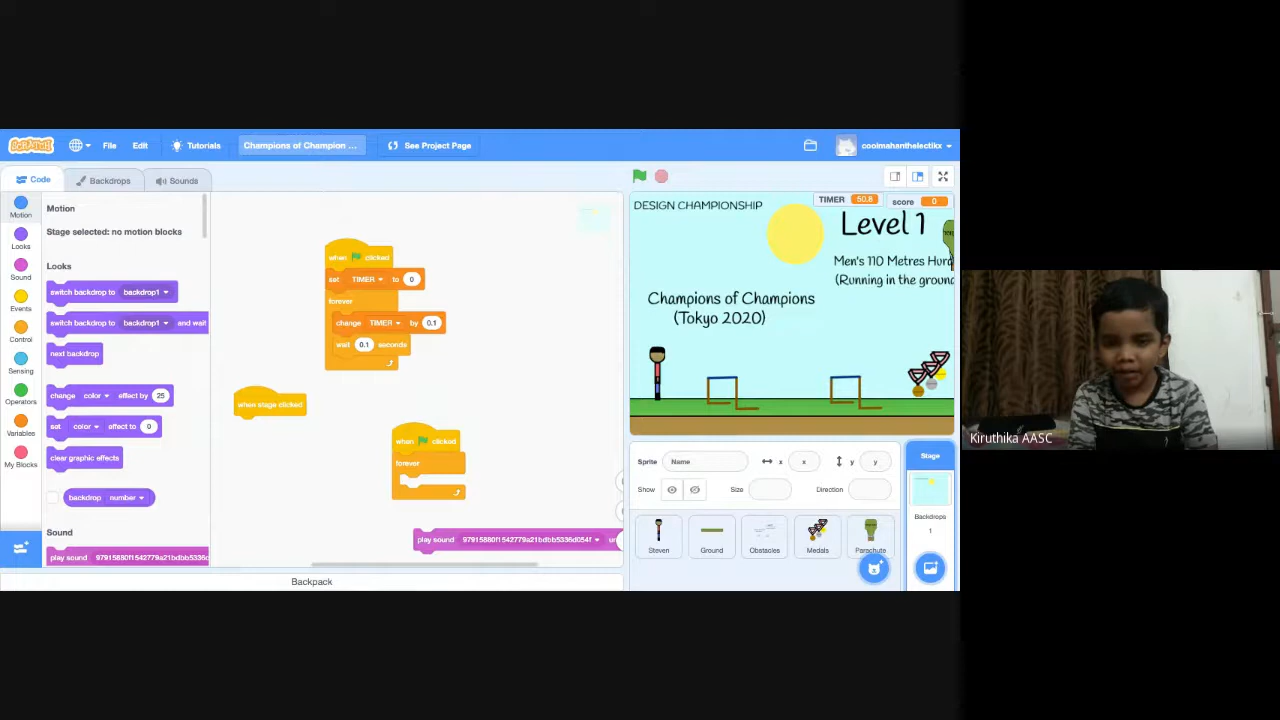 SCRATCH
File
Edit
Tutorials
Champions of Champion ...
See Project Page
coolmahanthelectikx
Code
Backdrops
Sounds
Motion
Looks
Sound
Events
Control
Sensing
Operators
Variables
My Blocks
Motion
Stage selected: no motion blocks
Looks
switch backdrop to backdrop1
switch backdrop to backdrop1 and wait
next backdrop
change color effect by 25
set color effect to 0
clear graphic effects
backdrop number
Sound
when clicked
set TIMER to 0
forever
change TIMER by 0.1
wait 0.1 seconds
when stage clicked
when clicked
forever
play sound
Backpack
TIMER 50.8
score 0
DESIGN CHAMPIONSHIP
Level 1
Men's 110 Metres
(Running in the
Champions of Champions
(Tokyo 2020)
Sprite Name x x y y
Show Size Direction
Steven
Ground
Obstacles
Medals
Parachute
Stage
Backdrops
1
Kiruthika AASC